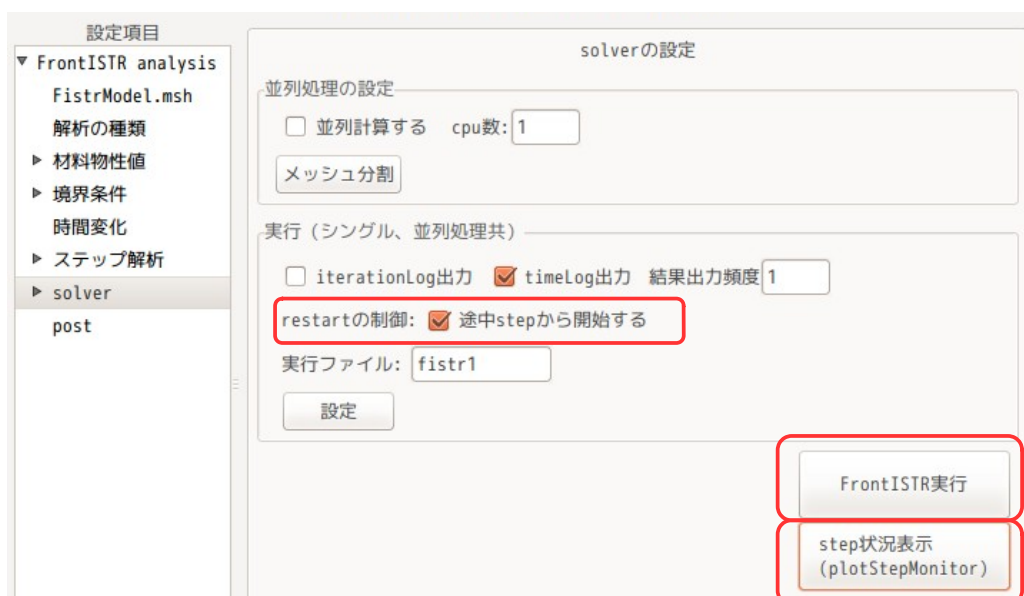 設定項目
FrontISTR analysis
FistrModel.msh
解析の種類
材料物性値
境界条件
時間変化
ステップ解析
solver
post
solverの設定
並列処理の設定
並列計算する cpu数: 1
メッシュ分割
実行（シングル、並列処理共）
iterationLog出力 timeLog出力 結果出力頻度 1
restartの制御: 途中stepから開始する
実行ファイル: fistr1
設定
FrontISTR実行
step状況表示
(plotStepMonitor)